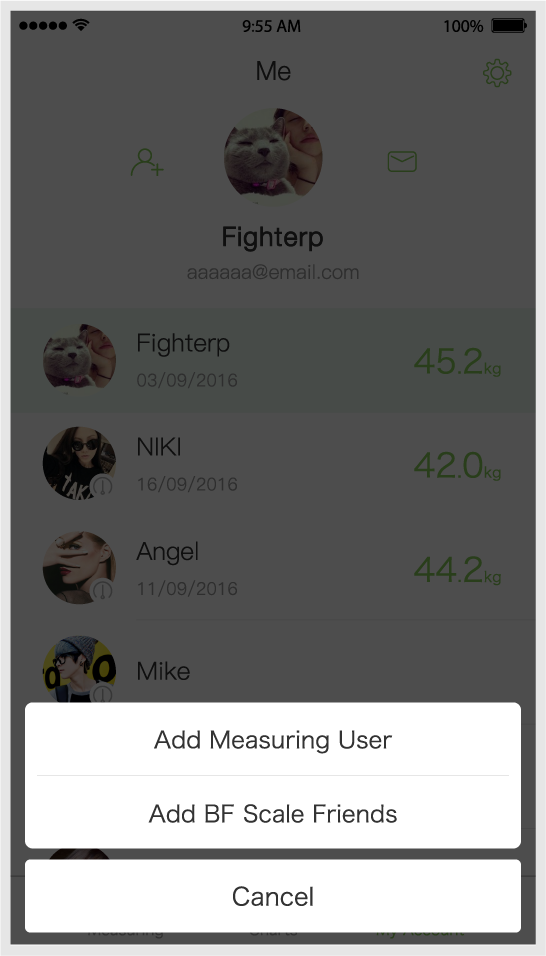 9:55 AM 100%
Me
Fighterp
aaaaaa@email.com
Fighterp
03/09/2016
45.2kg
NIKI
16/09/2016
42.0kg
Angel
11/09/2016
44.2kg
Mike
Add Measuring User
Add BF Scale Friends
Cancel
Measuring Charts My Account